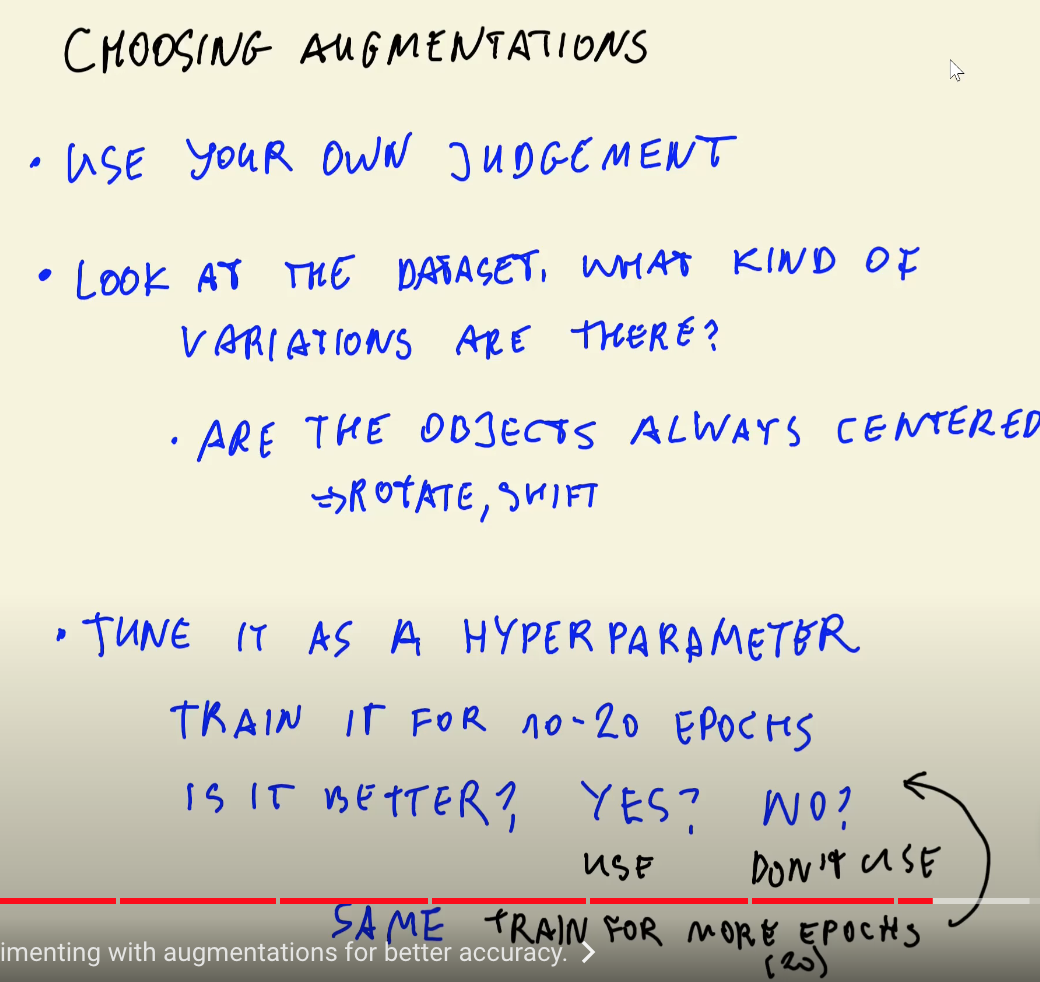 CHOOSING AUGMENTATIONS
• USE YOUR OWN JUDGEMENT
• LOOK AT THE DATASET. WHAT KIND OF
VARIATIONS ARE THERE?
• ARE THE OBJECTS ALWAYS CENTERED
⇒ ROTATE, SHIFT
• TUNE IT AS A HYPERPARAMETER
TRAIN IT FOR 10-20 EPOCHS
IS IT BETTER? YES? NO?
USE DON'T USE
SAME TRAIN FOR MORE EPOCHS
(20)
imenting with augmentations for better accuracy.